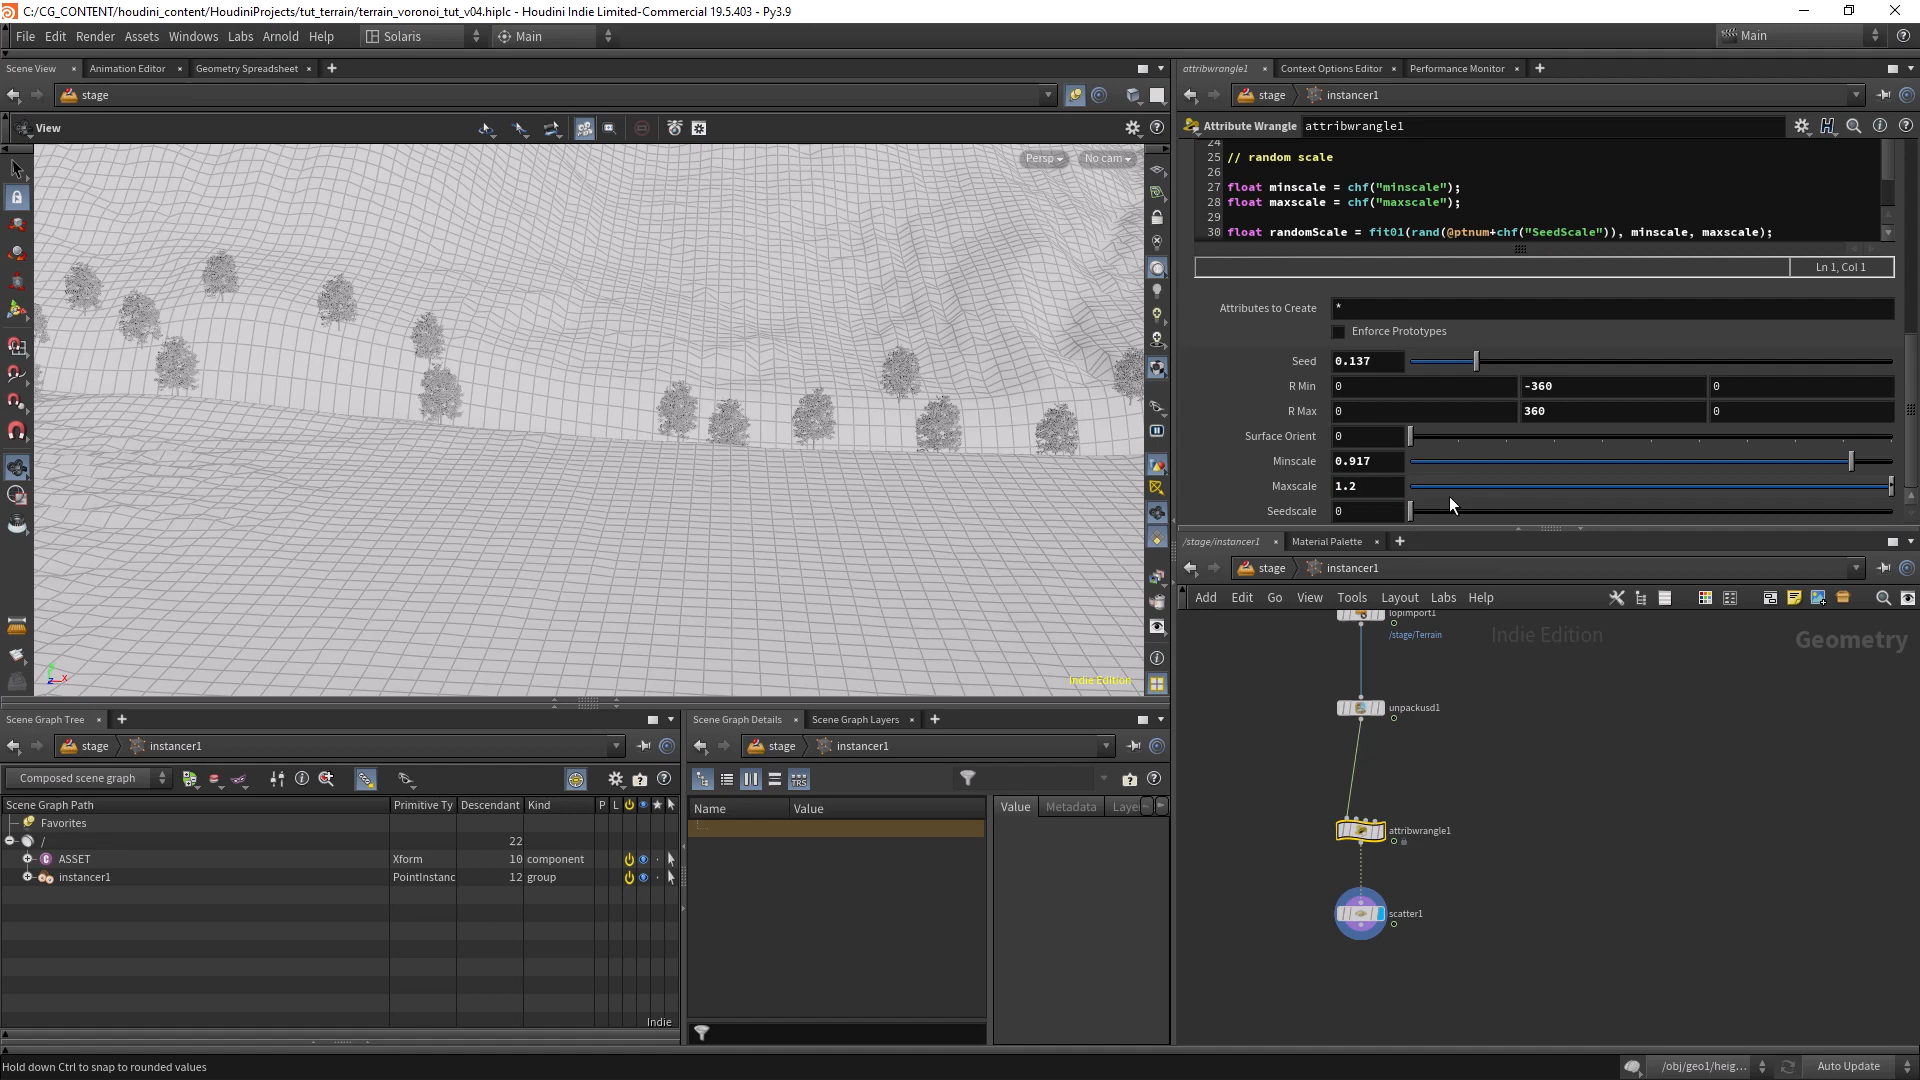 C:/CG_CONTENT/houdini_content/HoudiniProjects/tut_terrain/terrain_voronoi_tut_v04.hiplc - Houdini Indie Limited-Commercial 19.5.403 - Py3.9
File Edit Render Assets Windows Labs Arnold Help Solaris Main Main
Scene View Animation Editor Geometry Spreadsheet
stage
View
Persp No cam
Indie Edition
attribwrangle1 Context Options Editor Performance Monitor
stage instancer1
Attribute Wrangle attribwrangle1
24
25 // random scale
26
27 float minscale = chf("minscale");
28 float maxscale = chf("maxscale");
29
30 float randomScale = fit01(rand(@ptnum+chf("SeedScale")), minscale, maxscale);
Ln 1, Col 1
Attributes to Create *
Enforce Prototypes
Seed 0.137
R Min 0 -360 0
R Max 0 360 0
Surface Orient 0
Minscale 0.917
Maxscale 1.2
Seedscale 0
/stage/instancer1 Material Palette
stage instancer1
Add Edit Go View Tools Layout Labs Help
lopimport1
/stage/Terrain
Indie Edition
Geometry
unpackusd1
attribwrangle1
scatter1
Scene Graph Tree
stage instancer1
Composed scene graph
Scene Graph Path Primitive Ty Descendant Kind P L
Favorites
/ 22
ASSET Xform 10 component
instancer1 PointInstanc 12 group
Indie
Scene Graph Details Scene Graph Layers
stage instancer1
Name Value
Value Metadata Laye
Hold down Ctrl to snap to rounded values
/obj/geo1/heig... Auto Update